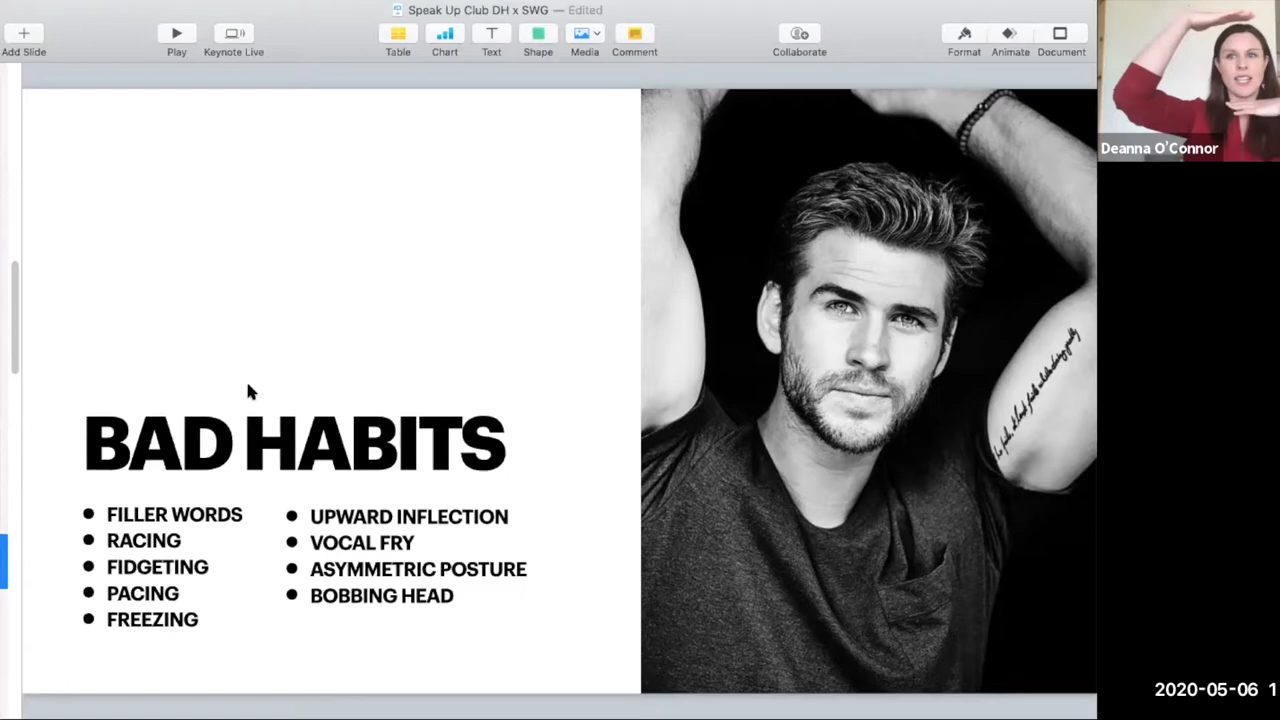 Speak Up Club DH x SWG — Edited
Add Slide
Play
Keynote Live
Table
Chart
Text
Shape
Media
Comment
Collaborate
Format
Animate
Document
Deanna O'Connor
BAD HABITS
• FILLER WORDS
• RACING
• FIDGETING
• PACING
• FREEZING
• UPWARD INFLECTION
• VOCAL FRY
• ASYMMETRIC POSTURE
• BOBBING HEAD
2020-05-06 1